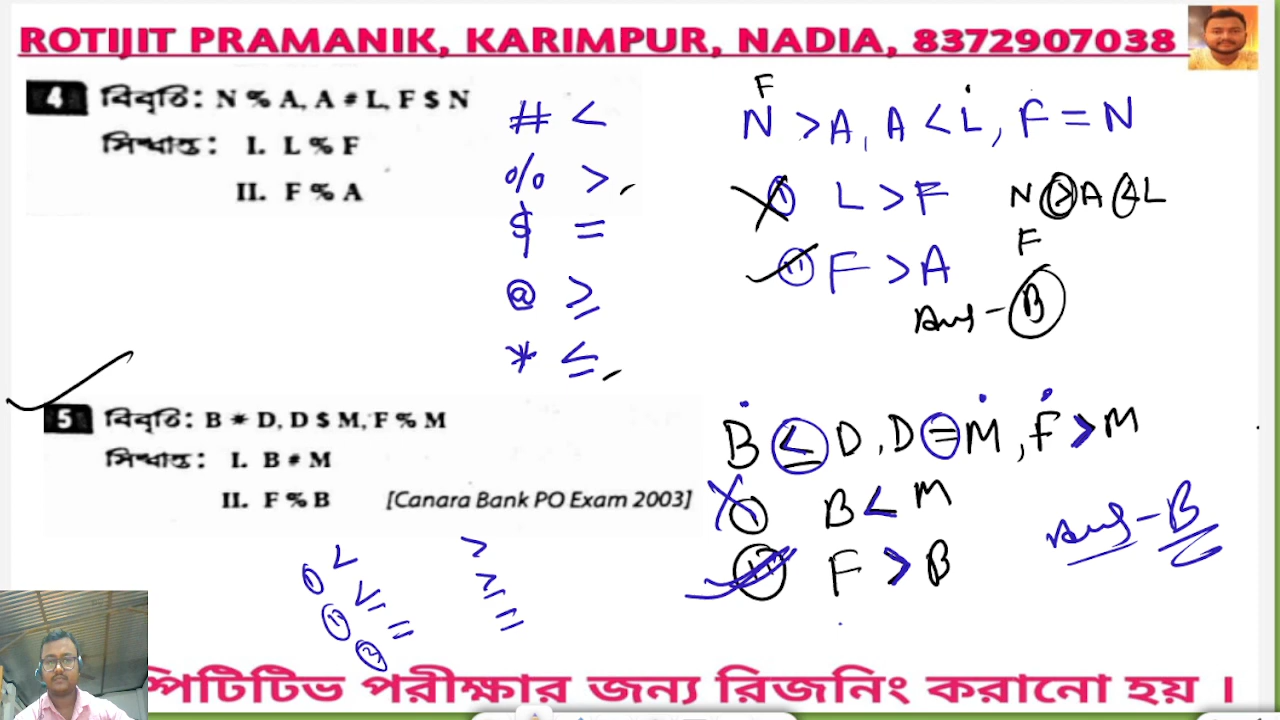 ROTIJIT PRAMANIK, KARIMPUR, NADIA, 8372907038
4 বিবৃতি: N % A, A # L, F $ N
সিদ্ধান্ত: I. L % F
II. F % A
# <
% >
$ =
@ ≥
* ≤
F
N > A, A < L, F = N
I L > F
N > A < L
F
II F > A
Ans - B
5 বিবৃতি: B * D, D $ M, F % M
সিদ্ধান্ত: I. B # M
II. F % B [Canara Bank PO Exam 2003]
B ≤ D, D = M, F > M
I B < M
II F > B
Ans - B
< >
≤ ≥
= =
পিটিটিভ পরীক্ষার জন্য রিজনিং করানো হয় ।